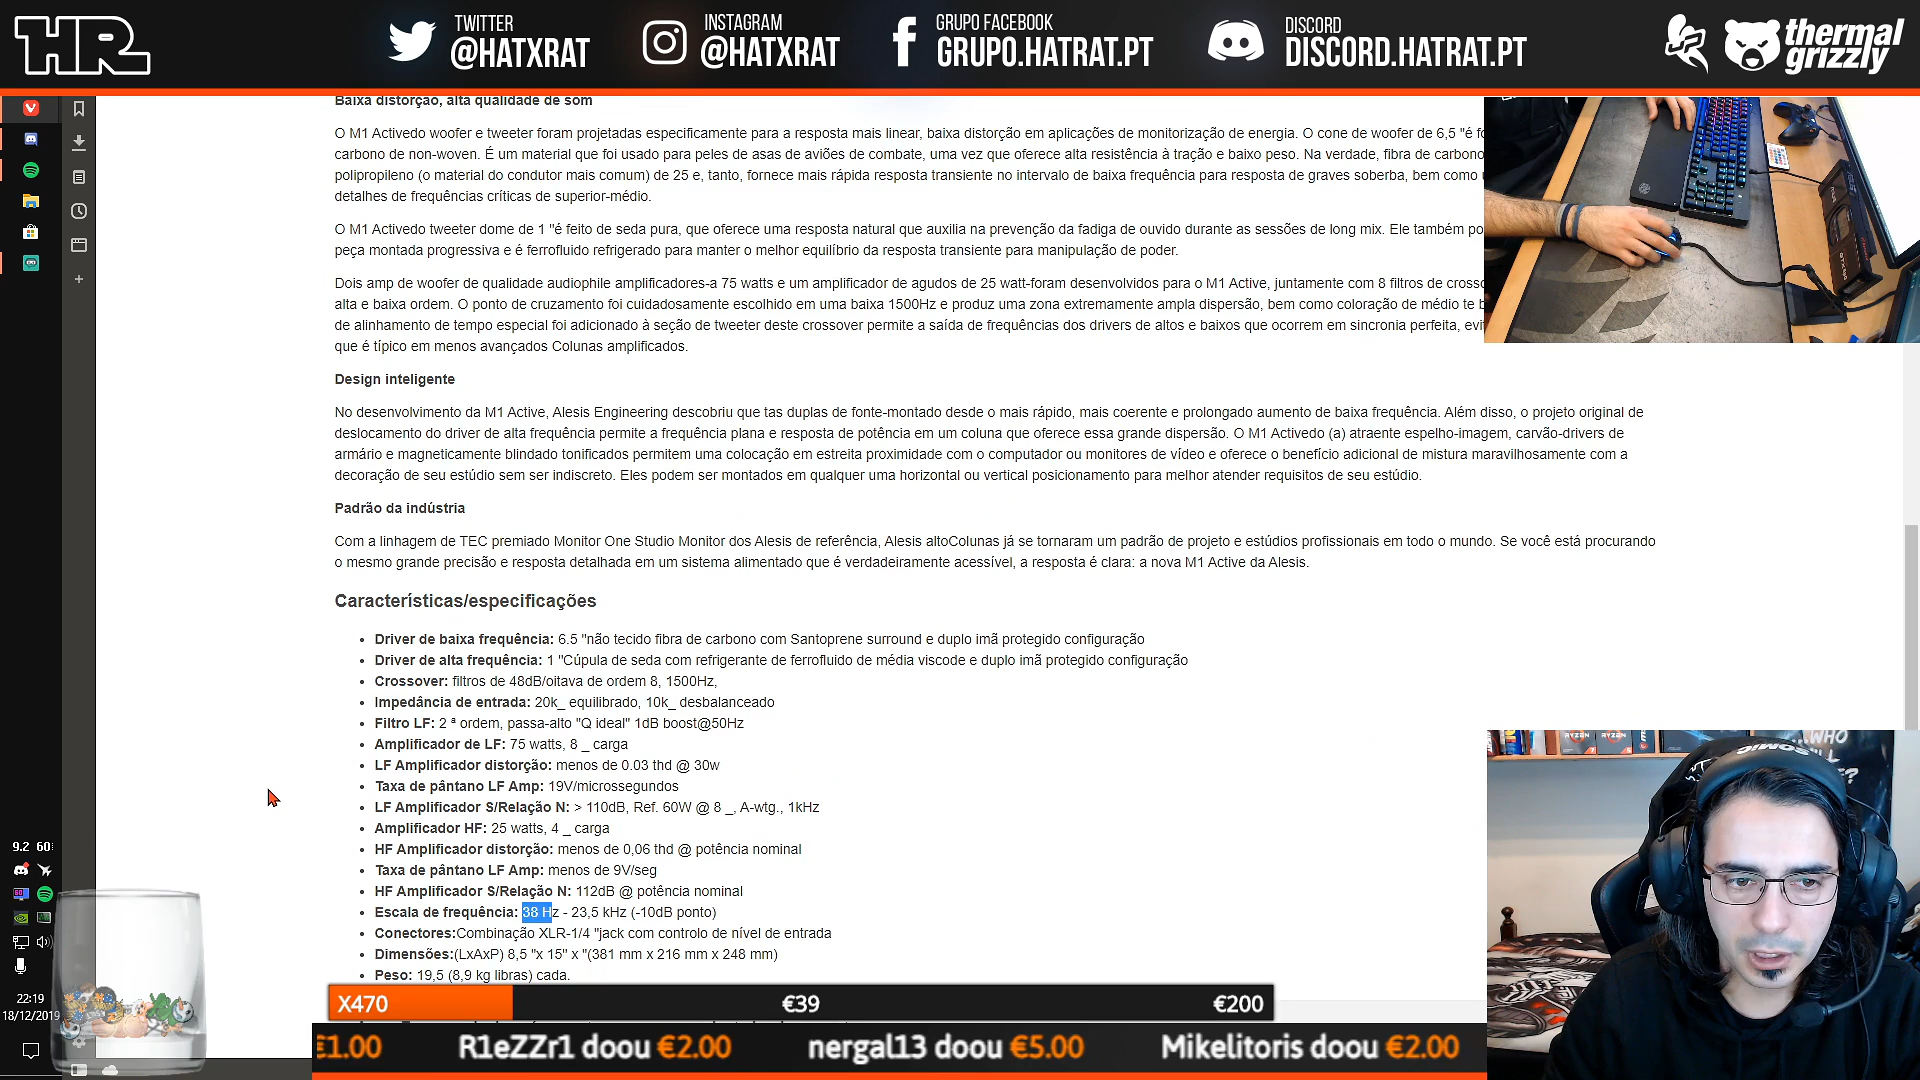 HR.
TWITTER
@HATXRAT
INSTAGRAM
@HATXRAT
GRUPO FACEBOOK
GRUPO.HATRAT.PT
DISCORD
DISCORD.HATRAT.PT
thermal
grizzly
Baixa distorção, alta qualidade de som
O M1 Activedo woofer e tweeter foram projetadas especificamente para a resposta mais linear, baixa distorção em aplicações de monitorização de energia. O cone de woofer de 6,5 "é
carbono de non-woven. É um material que foi usado para peles de asas de aviões de combate, uma vez que oferece alta resistência à tração e baixo peso. Na verdade, fibra de carbono
polipropileno (o material do condutor mais comum) de 25 e, tanto, fornece mais rápida resposta transiente no intervalo de baixa frequência para resposta de graves soberba, bem como
detalhes de frequências críticas de superior-médio.
O M1 Activedo tweeter dome de 1 "é feito de seda pura, que oferece uma resposta natural que auxilia na prevenção da fadiga de ouvido durante as sessões de long mix. Ele também po
peça montada progressiva e é ferrofluido refrigerado para manter o melhor equilíbrio da resposta transiente para manipulação de poder.
Dois amp de woofer de qualidade audiophile amplificadores-a 75 watts e um amplificador de agudos de 25 watt-foram desenvolvidos para o M1 Active, juntamente com 8 filtros de crosso
alta e baixa ordem. O ponto de cruzamento foi cuidadosamente escolhido em uma baixa 1500Hz e produz uma zona extremamente ampla dispersão, bem como coloração de médio te b
de alinhamento de tempo especial foi adicionado à seção de tweeter deste crossover permite a saída de frequências dos drivers de altos e baixos que ocorrem em sincronia perfeita, evi
que é típico em menos avançados Colunas amplificados.
Design inteligente
No desenvolvimento da M1 Active, Alesis Engineering descobriu que tas duplas de fonte-montado desde o mais rápido, mais coerente e prolongado aumento de baixa frequência. Além disso, o projeto original de
deslocamento do driver de alta frequência permite a frequência plana e resposta de potência em um coluna que oferece essa grande dispersão. O M1 Activedo (a) atraente espelho-imagem, carvão-drivers de
armário e magneticamente blindado tonificados permitem uma colocação em estreita proximidade com o computador ou monitores de vídeo e oferece o benefício adicional de mistura maravilhosamente com a
decoração de seu estúdio sem ser indiscreto. Eles podem ser montados em qualquer uma horizontal ou vertical posicionamento para melhor atender requisitos de seu estúdio.
Padrão da indústria
Com a linhagem de TEC premiado Monitor One Studio Monitor dos Alesis de referência, Alesis altoColunas já se tornaram um padrão de projeto e estúdios profissionais em todo o mundo. Se você está procurando
o mesmo grande precisão e resposta detalhada em um sistema alimentado que é verdadeiramente acessível, a resposta é clara: a nova M1 Active da Alesis.
Características/especificações
• Driver de baixa frequência: 6.5 "não tecido fibra de carbono com Santoprene surround e duplo imã protegido configuração
• Driver de alta frequência: 1 "Cúpula de seda com refrigerante de ferrofluido de média viscode e duplo imã protegido configuração
• Crossover: filtros de 48dB/oitava de ordem 8, 1500Hz,
• Impedância de entrada: 20k_ equilibrado, 10k_ desbalanceado
• Filtro LF: 2 ª ordem, passa-alto "Q ideal" 1dB boost@50Hz
• Amplificador de LF: 75 watts, 8 _ carga
• LF Amplificador distorção: menos de 0.03 thd @ 30w
• Taxa de pântano LF Amp: 19V/microssegundos
• LF Amplificador S/Relação N: > 110dB, Ref. 60W @ 8 _, A-wtg., 1kHz
• Amplificador HF: 25 watts, 4 _ carga
• HF Amplificador distorção: menos de 0,06 thd @ potência nominal
• Taxa de pântano LF Amp: menos de 9V/seg
• HF Amplificador S/Relação N: 112dB @ potência nominal
• Escala de frequência: 38 Hz - 23,5 kHz (-10dB ponto)
• Conectores:Combinação XLR-1/4 "jack com controlo de nível de entrada
• Dimensões:(LxAxP) 8,5 "x 15" x "(381 mm x 216 mm x 248 mm)
• Peso: 19,5 (8,9 kg libras) cada.
9.2 60
22:19
18/12/2019
X470 €39 €200
€1.00 R1eZZr1 doou €2.00 nergal13 doou €5.00 Mikelitoris doou €2.00
RYZEN RYZEN
...WHO